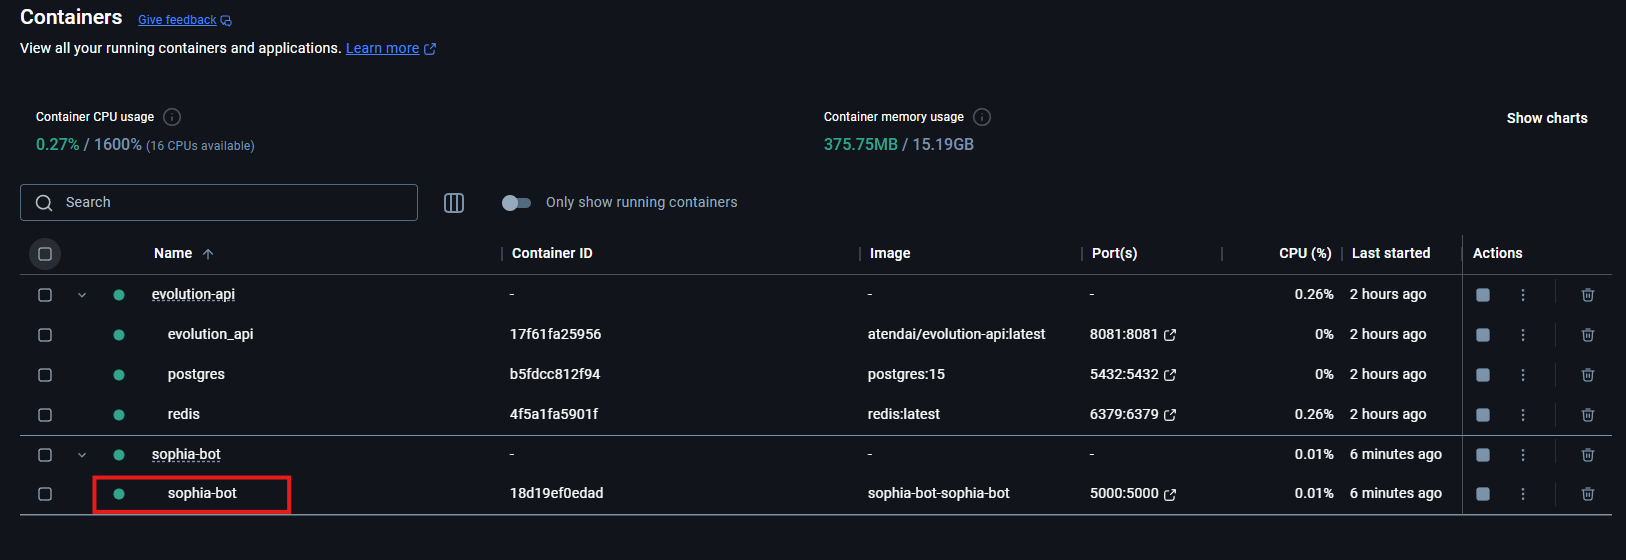 Containers Give feedback
View all your running containers and applications. Learn more
Container CPU usage Container memory usage Show charts
0.27% / 1600% (16 CPUs available) 375.75MB / 15.19GB
Search Only show running containers
Name Container ID Image Port(s) CPU (%) Last started Actions
evolution-api - - - 0.26% 2 hours ago
evolution_api 17f61fa25956 atendai/evolution-api:latest 8081:8081 0% 2 hours ago
postgres b5fdcc812f94 postgres:15 5432:5432 0% 2 hours ago
redis 4f5a1fa5901f redis:latest 6379:6379 0.26% 2 hours ago
sophia-bot - - - 0.01% 6 minutes ago
sophia-bot 18d19ef0edad sophia-bot-sophia-bot 5000:5000 0.01% 6 minutes ago